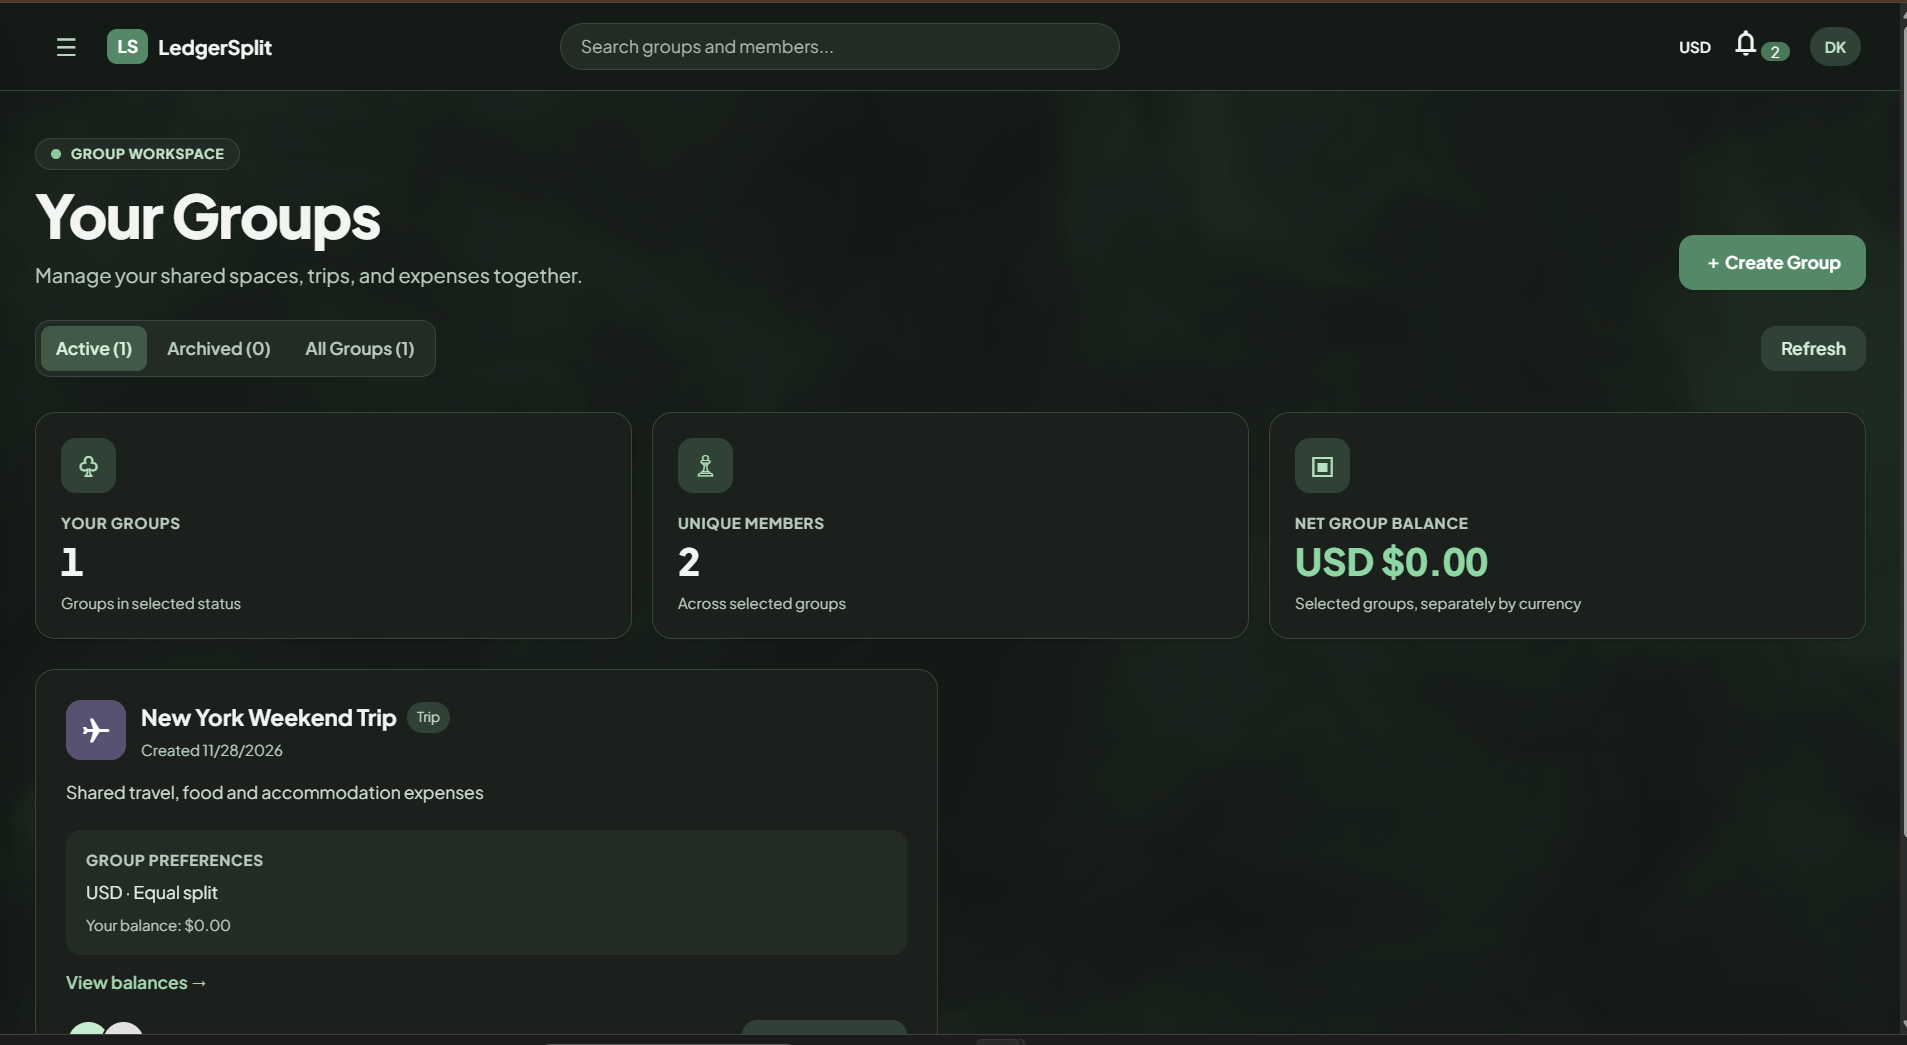 LS LedgerSplit
Search groups and members...
USD
2
DK
GROUP WORKSPACE
Your Groups
Manage your shared spaces, trips, and expenses together.
+ Create Group
Active (1) Archived (0) All Groups (1)
Refresh
YOUR GROUPS
1
Groups in selected status
UNIQUE MEMBERS
2
Across selected groups
NET GROUP BALANCE
USD $0.00
Selected groups, separately by currency
New York Weekend Trip Trip
Created 11/28/2026
Shared travel, food and accommodation expenses
GROUP PREFERENCES
USD · Equal split
Your balance: $0.00
View balances →